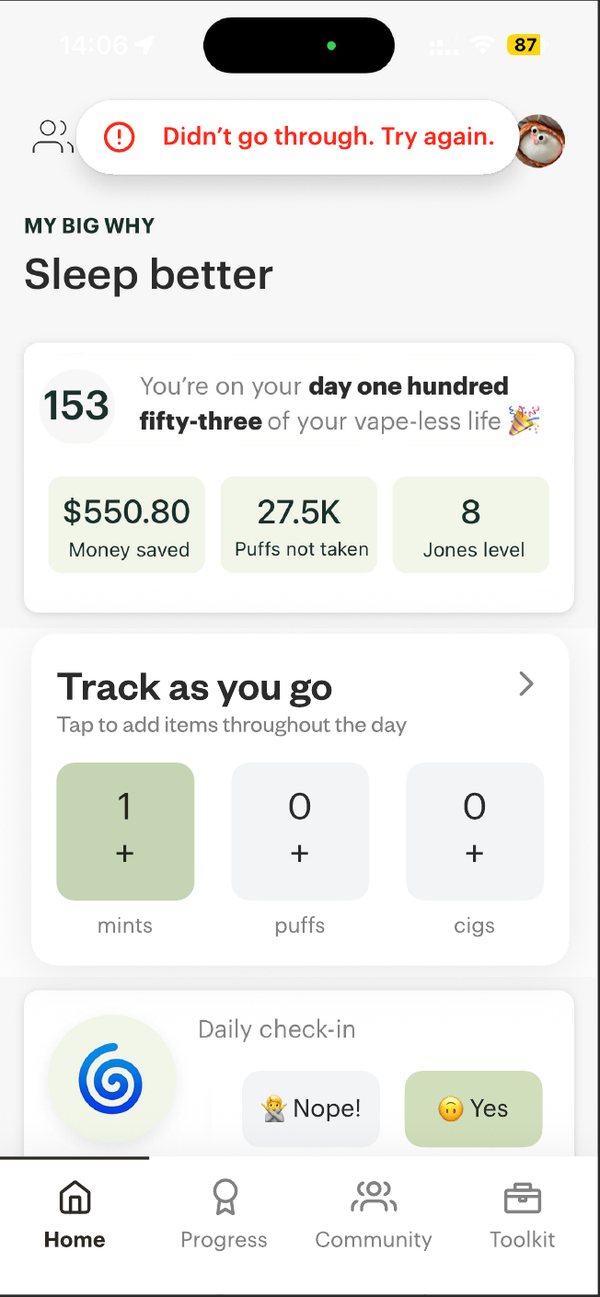 14:06
87
Didn't go through. Try again.
MY BIG WHY
Sleep better
153
You're on your day one hundred
fifty-three of your vape-less life 🎉
$550.80
Money saved
27.5K
Puffs not taken
8
Jones level
Track as you go
Tap to add items throughout the day
1
+
mints
0
+
puffs
0
+
cigs
Daily check-in
🙅 Nope!
🙃 Yes
Home
Progress
Community
Toolkit